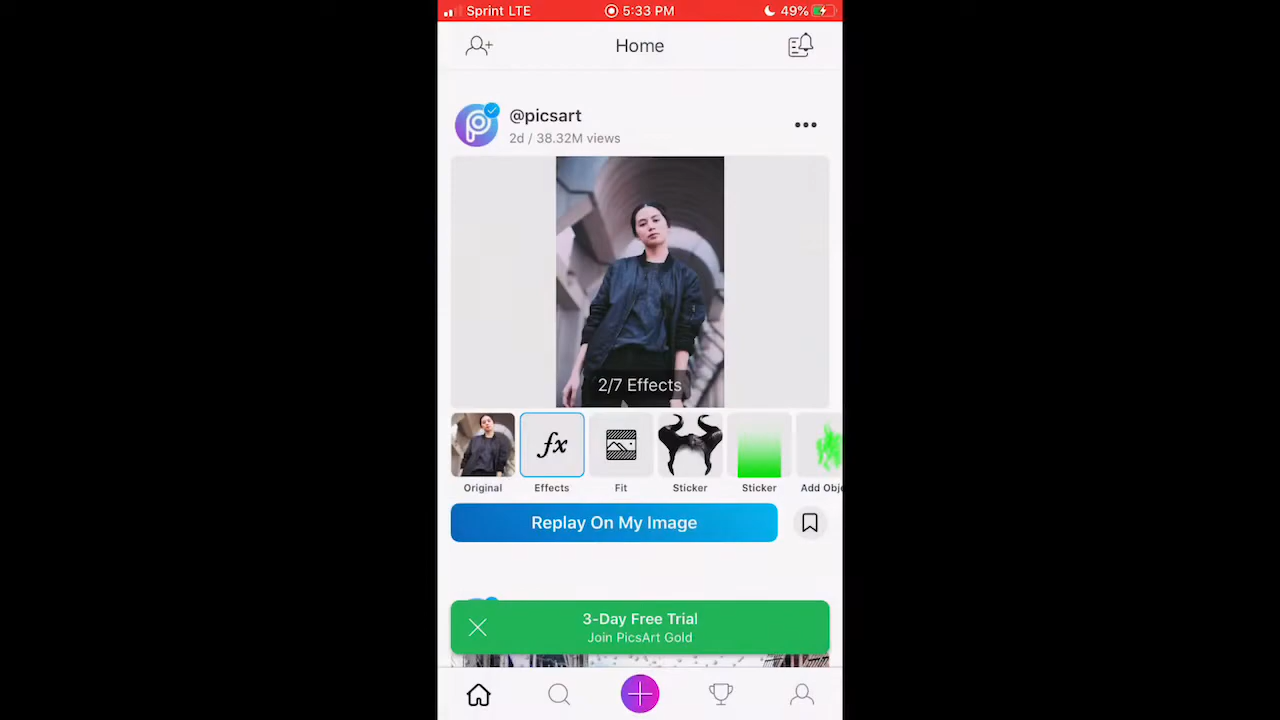 Sprint LTE 5:33 PM 49%
Home
@picsart
2d / 38.32M views
2/7 Effects
fx
Original Effects Fit Sticker Sticker Add Obje
Replay On My Image
3-Day Free Trial
Join PicsArt Gold